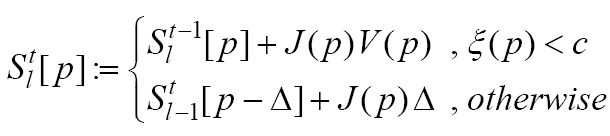 S_l^t[p] := { S_l^{t-1}[p] + J(p)V(p) , ξ(p) < c
S_{l-1}^t[p − Δ] + J(p)Δ , otherwise